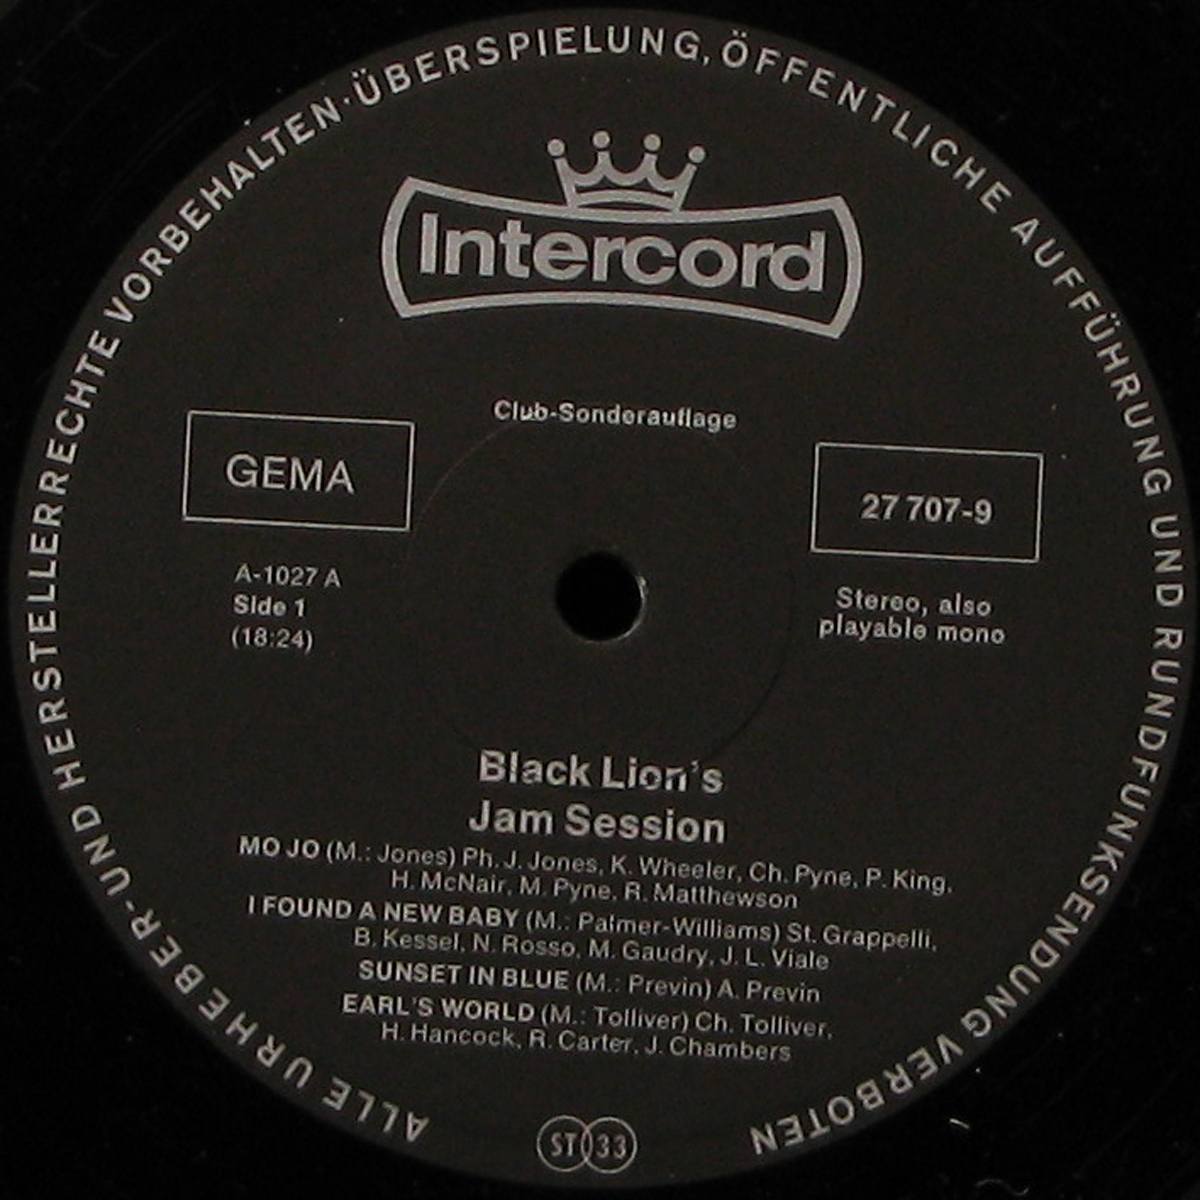 ALLE URHEBER- UND HERSTELLERRECHTE VORBEHALTEN · ÜBERSPIELUNG, ÖFFENTLICHE AUFFÜHRUNG UND RUNDFUNKSENDUNG VERBOTEN
Intercord
Club-Sonderauflage
GEMA
27 707-9
A-1027 A
Side 1
(18:24)
Stereo, also
playable mono
Black Lion's
Jam Session
MO JO (M.: Jones) Ph. J. Jones, K. Wheeler, Ch. Pyne, P. King,
H. McNair, M. Pyne, R. Matthewson
I FOUND A NEW BABY (M.: Palmer-Williams) St. Grappelli,
B. Kessel, N. Rosso, M. Gaudry, J. L. Viale
SUNSET IN BLUE (M.: Previn) A. Previn
EARL'S WORLD (M.: Tolliver) Ch. Tolliver,
H. Hancock, R. Carter, J. Chambers
ST 33